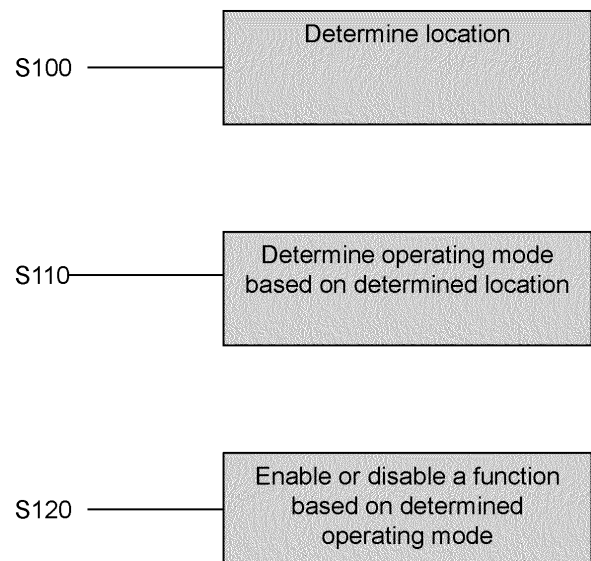 Determine location
S100
Determine operating mode
based on determined location
S110
Enable or disable a function
based on determined
operating mode
S120